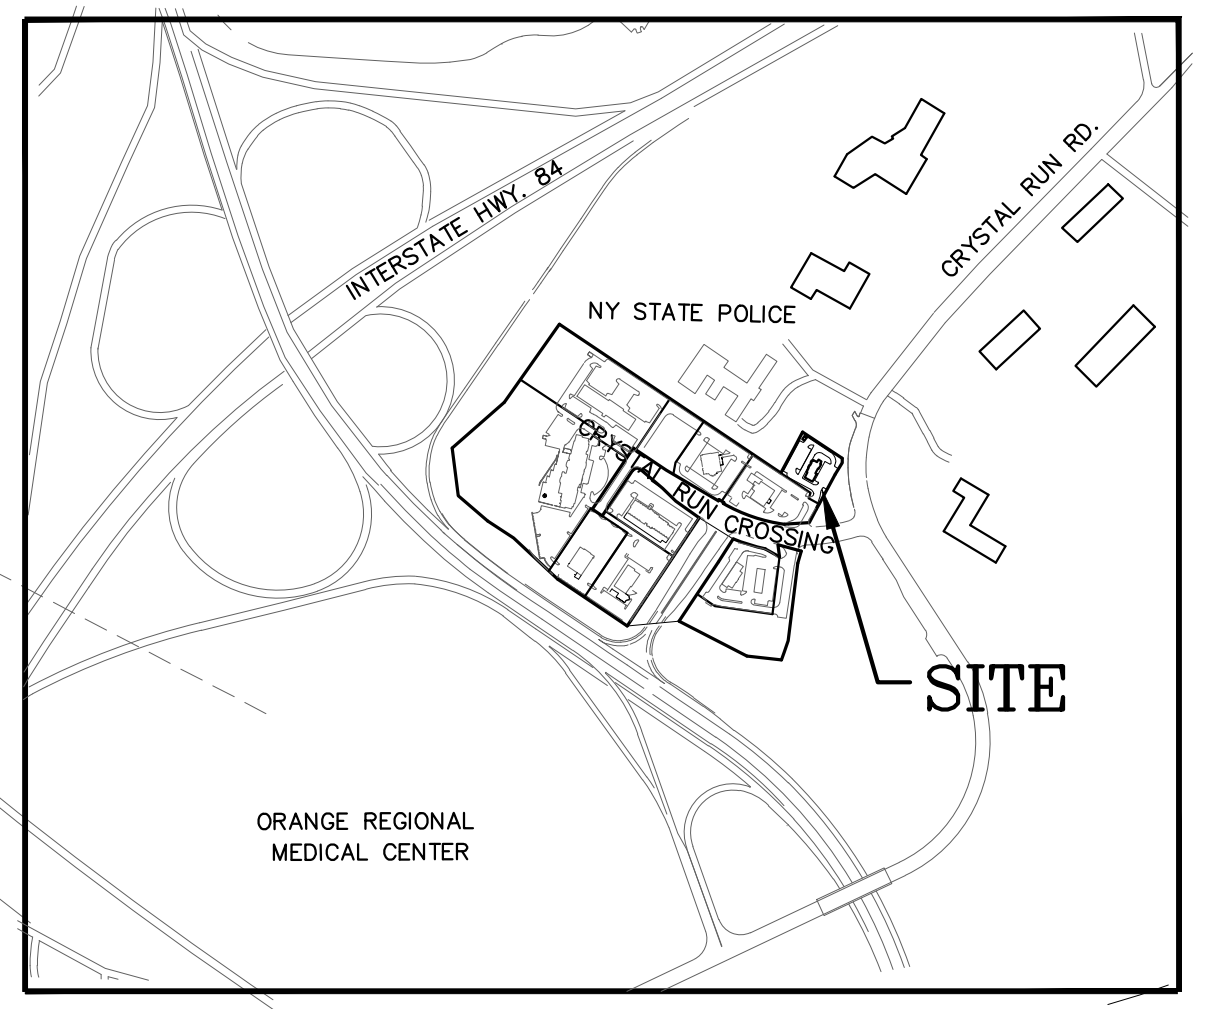 CRYSTAL RUN RD.
INTERSTATE HWY. 84
NY STATE POLICE
CRYSTAL RUN CROSSING
SITE
ORANGE REGIONAL
MEDICAL CENTER